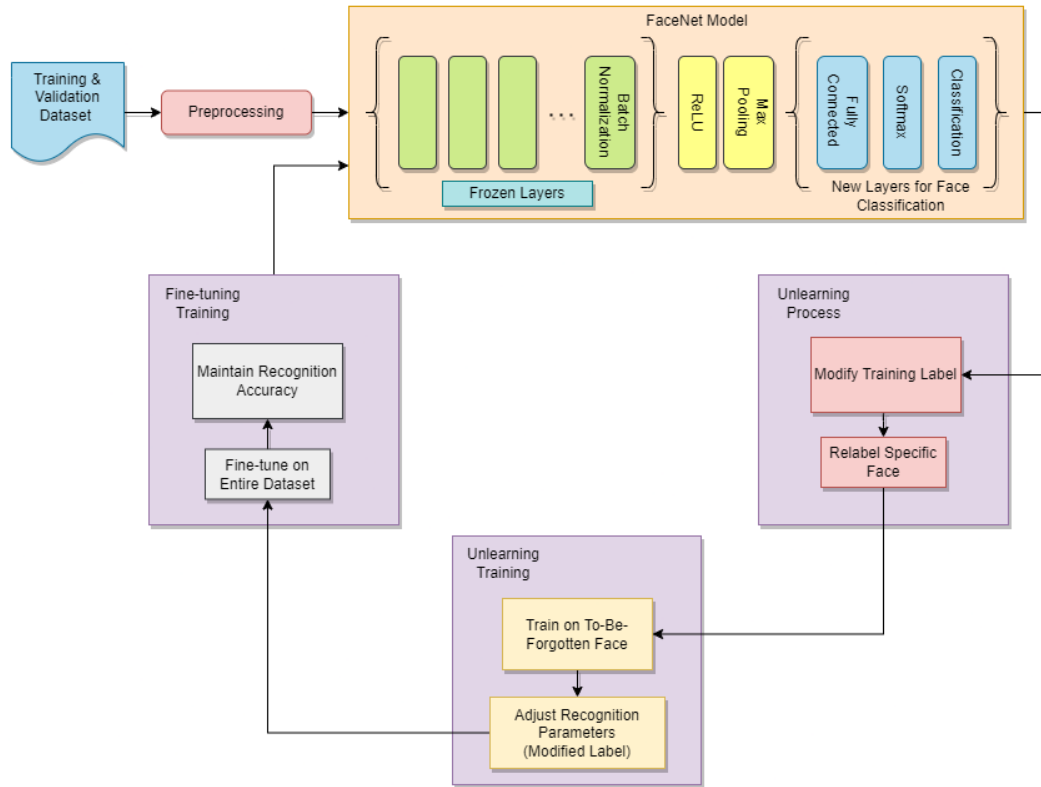 FaceNet Model
Training &
Validation
Dataset
Preprocessing
...
Batch
Normalization
ReLU
Max
Pooling
Fully
Connected
Softmax
Classification
Frozen Layers
New Layers for Face
Classification
Fine-tuning
Training
Maintain Recognition
Accuracy
Fine-tune on
Entire Dataset
Unlearning
Process
Modify Training Label
Relabel Specific
Face
Unlearning
Training
Train on To-Be-
Forgotten Face
Adjust Recognition
Parameters
(Modified Label)